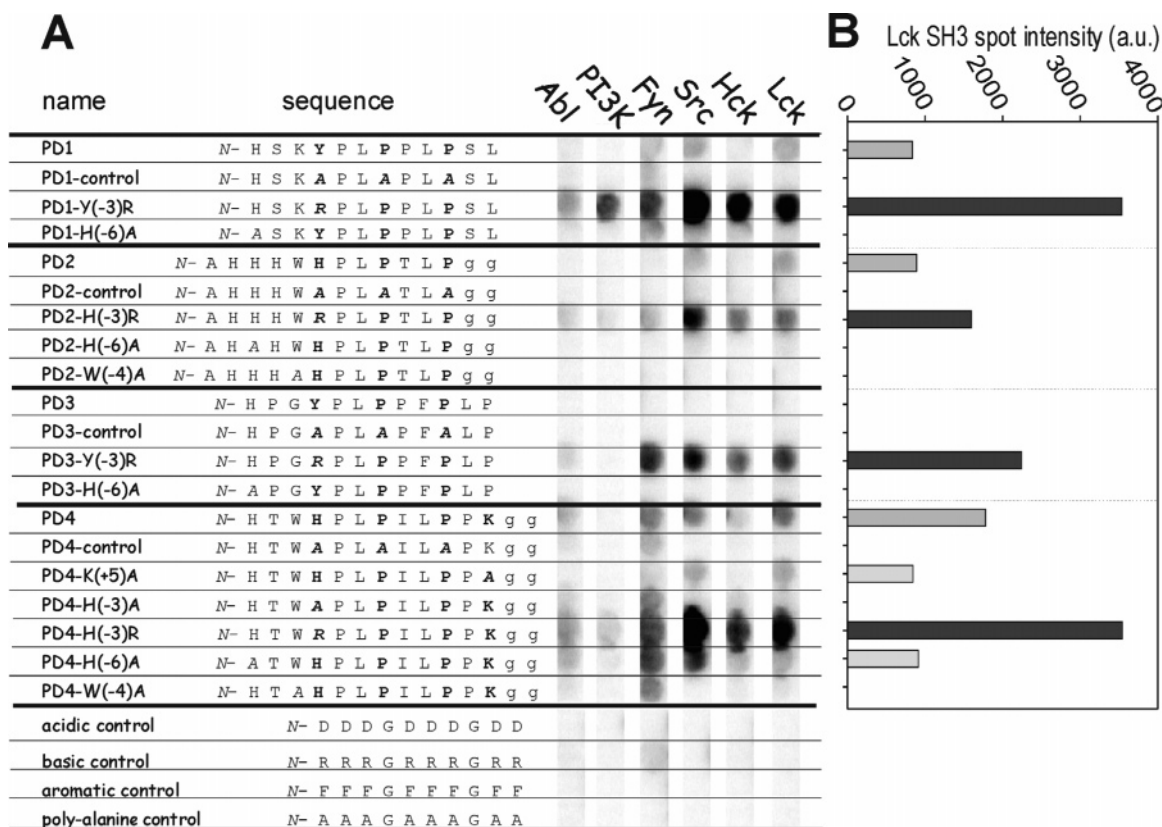 A
B Lck SH3 spot intensity (a.u.)
0 1000 2000 3000 4000
name sequence Abl PI3K Fyn Src Hck Lck
PD1 N- H S K Y P L P P L P S L
PD1-control N- H S K A P L A P L A S L
PD1-Y(-3)R N- H S K R P L P P L P S L
PD1-H(-6)A N- A S K Y P L P P L P S L
PD2 N- A H H H W H P L P T L P g g
PD2-control N- A H H H W A P L A T L A g g
PD2-H(-3)R N- A H H H W R P L P T L P g g
PD2-H(-6)A N- A H A H W H P L P T L P g g
PD2-W(-4)A N- A H H H A H P L P T L P g g
PD3 N- H P G Y P L P P F P L P
PD3-control N- H P G A P L A P F A L P
PD3-Y(-3)R N- H P G R P L P P F P L P
PD3-H(-6)A N- A P G Y P L P P F P L P
PD4 N- H T W H P L P I L P P K g g
PD4-control N- H T W A P L A I L A P K g g
PD4-K(+5)A N- H T W H P L P I L P P A g g
PD4-H(-3)A N- H T W A P L P I L P P K g g
PD4-H(-3)R N- H T W R P L P I L P P K g g
PD4-H(-6)A N- A T W H P L P I L P P K g g
PD4-W(-4)A N- H T A H P L P I L P P K g g
acidic control N- D D D G D D D G D D
basic control N- R R R G R R R G R R
aromatic control N- F F F G F F F G F F
poly-alanine control N- A A A G A A A G A A